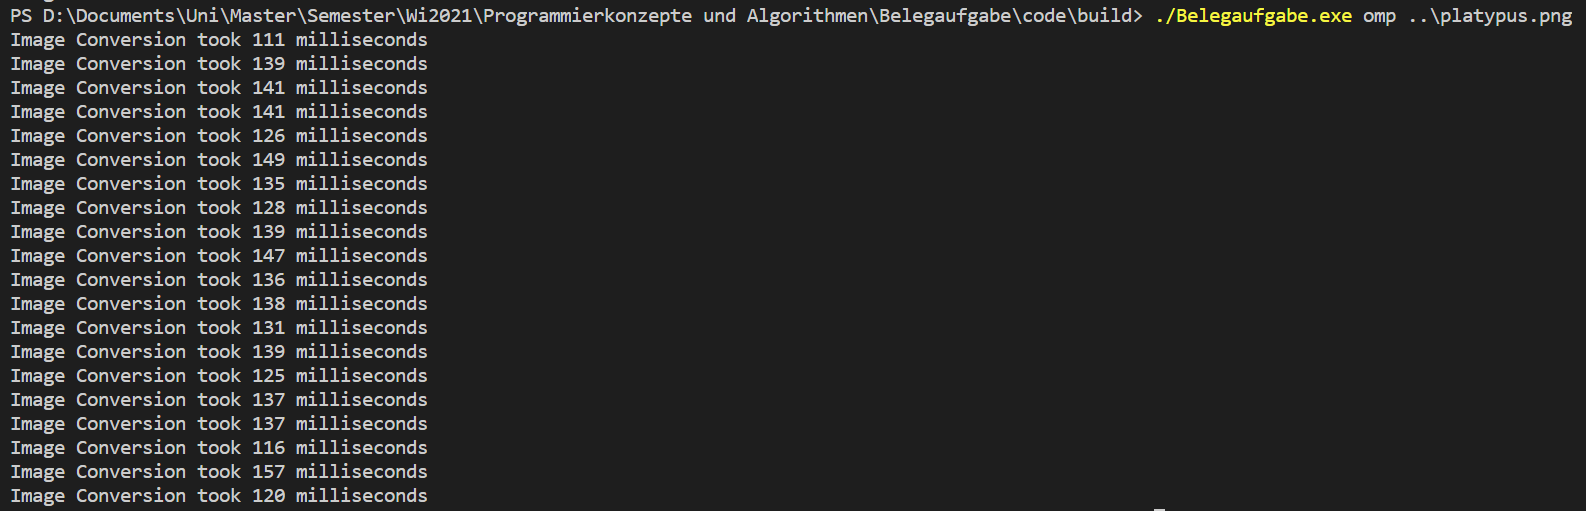 PS D:\Documents\Uni\Master\Semester\Wi2021\Programmierkonzepte und Algorithmen\Belegaufgabe\code\build> ./Belegaufgabe.exe omp ..\platypus.png
Image Conversion took 111 milliseconds
Image Conversion took 139 milliseconds
Image Conversion took 141 milliseconds
Image Conversion took 141 milliseconds
Image Conversion took 126 milliseconds
Image Conversion took 149 milliseconds
Image Conversion took 135 milliseconds
Image Conversion took 128 milliseconds
Image Conversion took 139 milliseconds
Image Conversion took 147 milliseconds
Image Conversion took 136 milliseconds
Image Conversion took 138 milliseconds
Image Conversion took 131 milliseconds
Image Conversion took 139 milliseconds
Image Conversion took 125 milliseconds
Image Conversion took 137 milliseconds
Image Conversion took 137 milliseconds
Image Conversion took 116 milliseconds
Image Conversion took 157 milliseconds
Image Conversion took 120 milliseconds